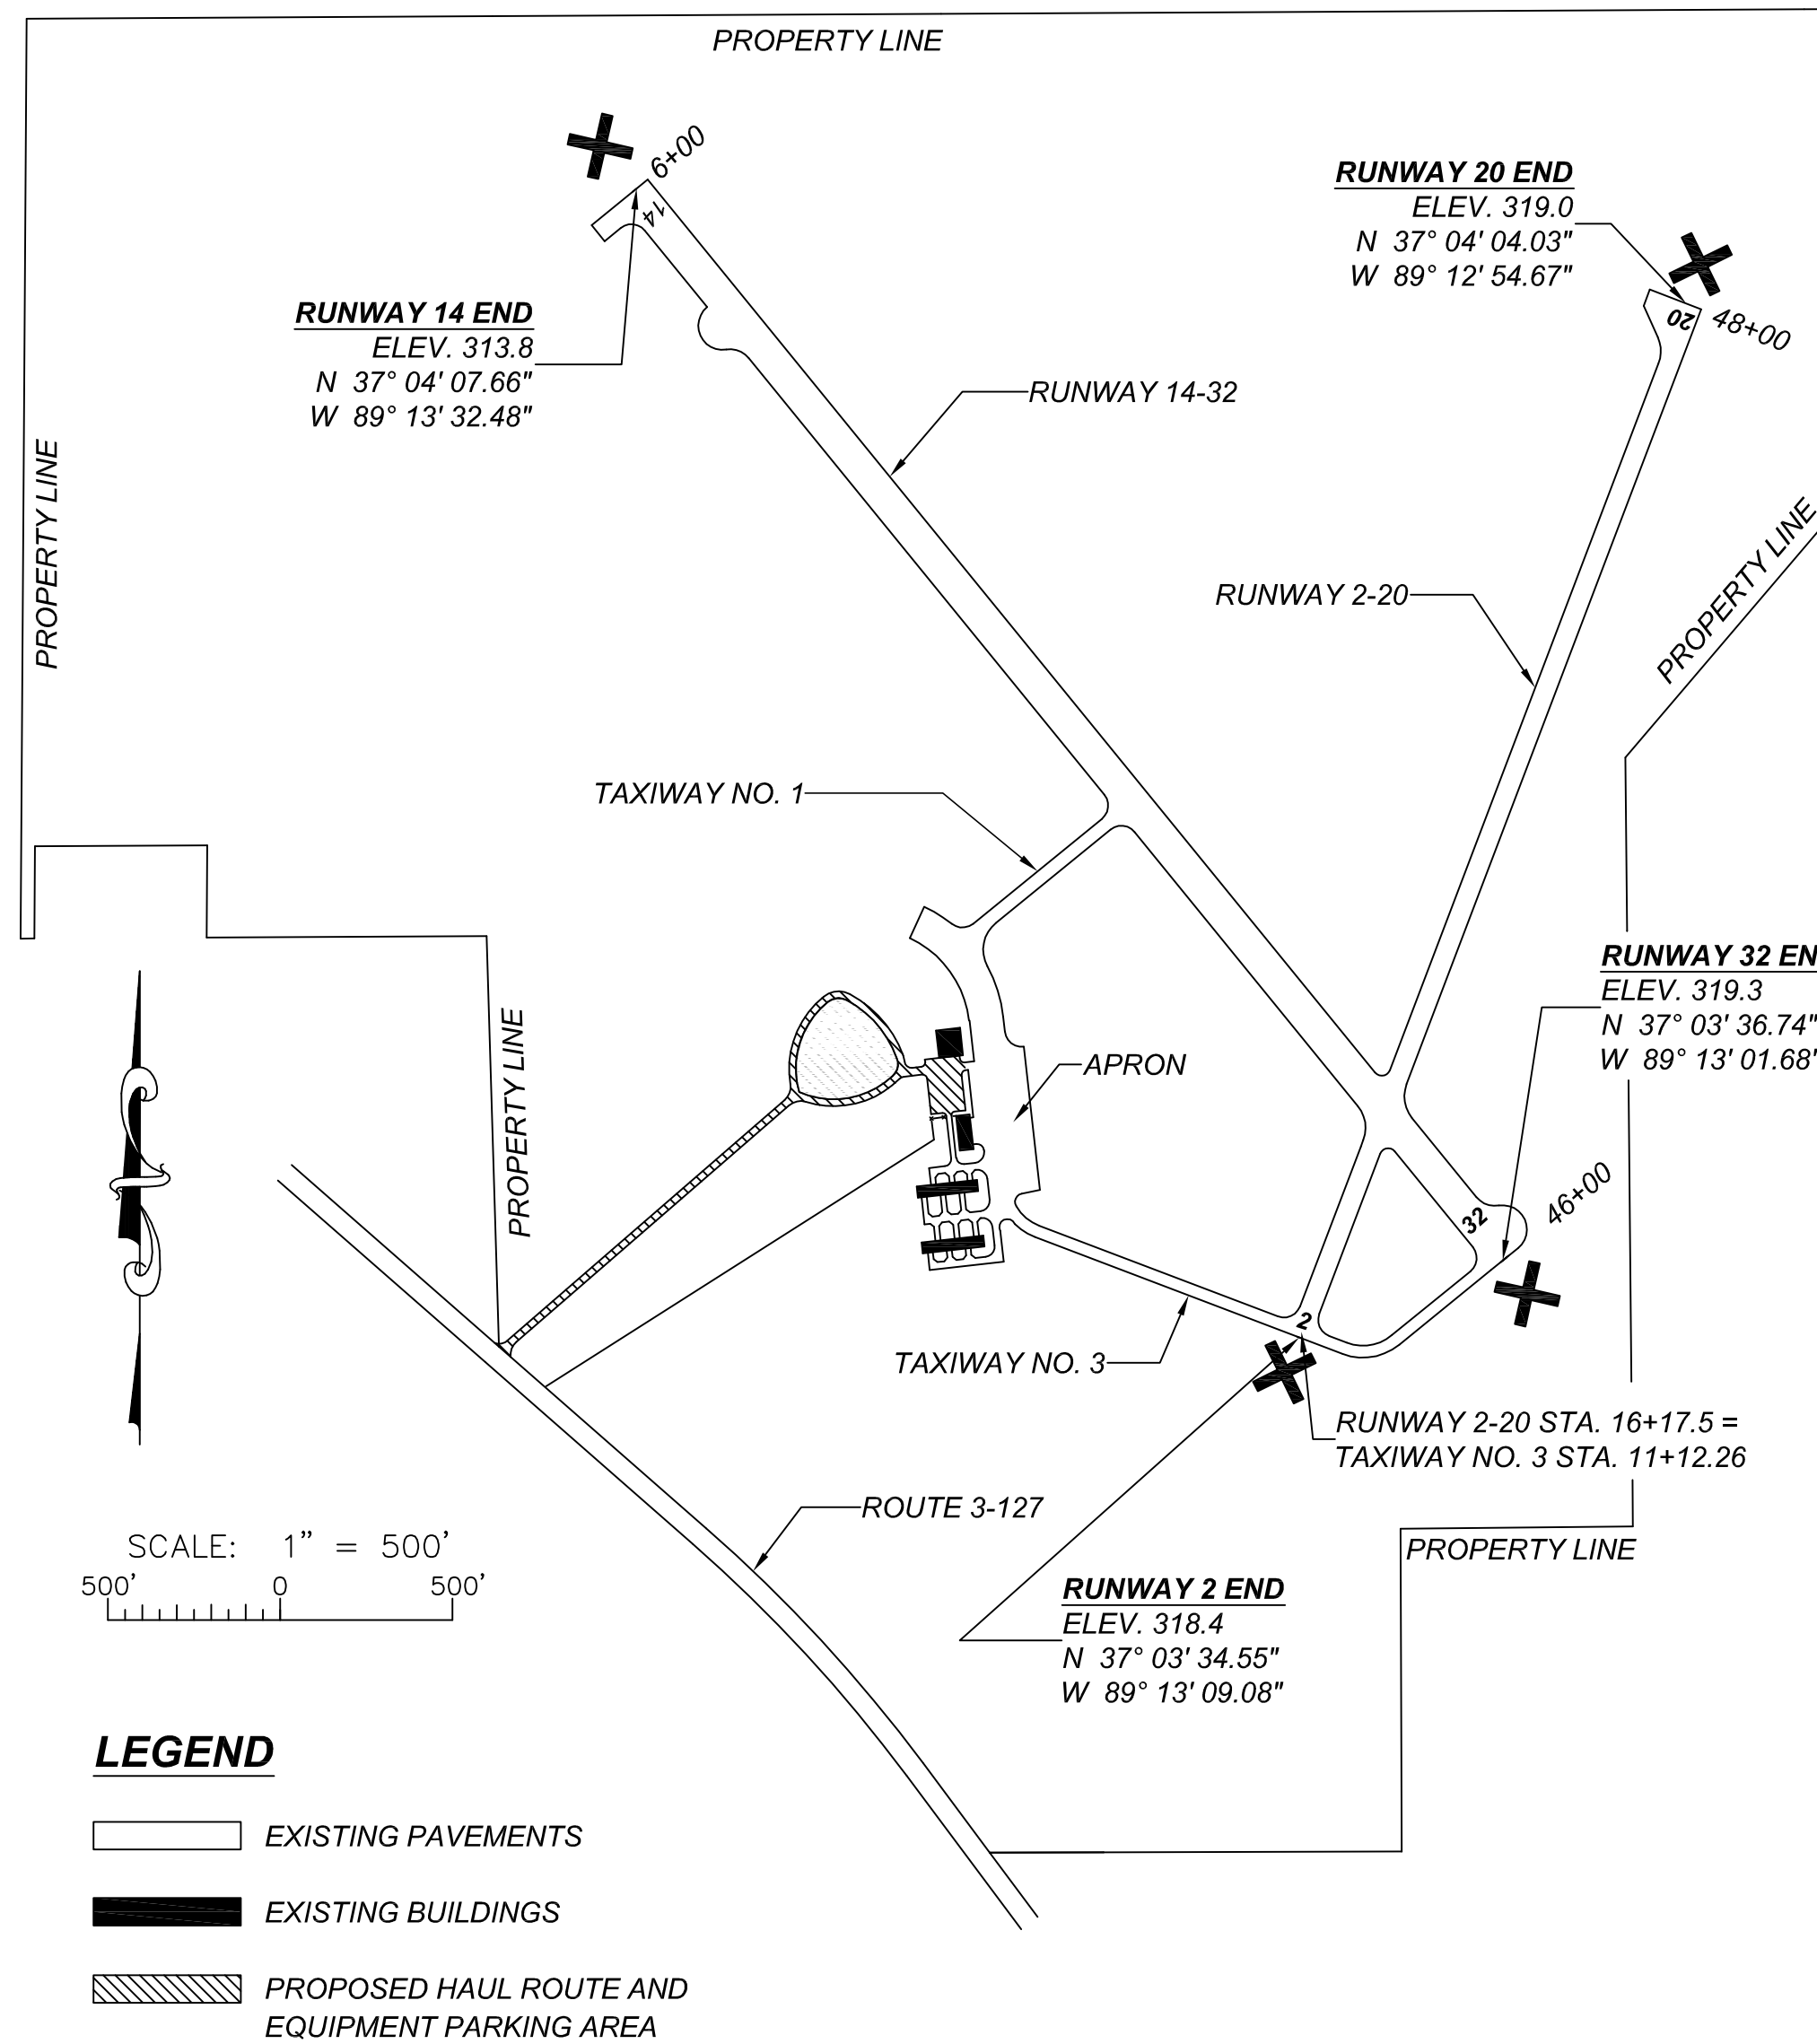 PROPERTY LINE
6+00
14
RUNWAY 20 END
ELEV. 319.0
N 37° 04' 04.03"
W 89° 12' 54.67"
20
48+00
RUNWAY 14 END
ELEV. 313.8
N 37° 04' 07.66"
W 89° 13' 32.48"
RUNWAY 14-32
PROPERTY LINE
PROPERTY LINE
RUNWAY 2-20
TAXIWAY NO. 1
RUNWAY 32 EN
ELEV. 319.3
N 37° 03' 36.74"
W 89° 13' 01.68"
PROPERTY LINE
APRON
32
46+00
2
TAXIWAY NO. 3
RUNWAY 2-20 STA. 16+17.5 =
TAXIWAY NO. 3 STA. 11+12.26
ROUTE 3-127
PROPERTY LINE
SCALE: 1” = 500’
500’ 0 500’
RUNWAY 2 END
ELEV. 318.4
N 37° 03' 34.55"
W 89° 13' 09.08"
LEGEND
EXISTING PAVEMENTS
EXISTING BUILDINGS
PROPOSED HAUL ROUTE AND
EQUIPMENT PARKING AREA